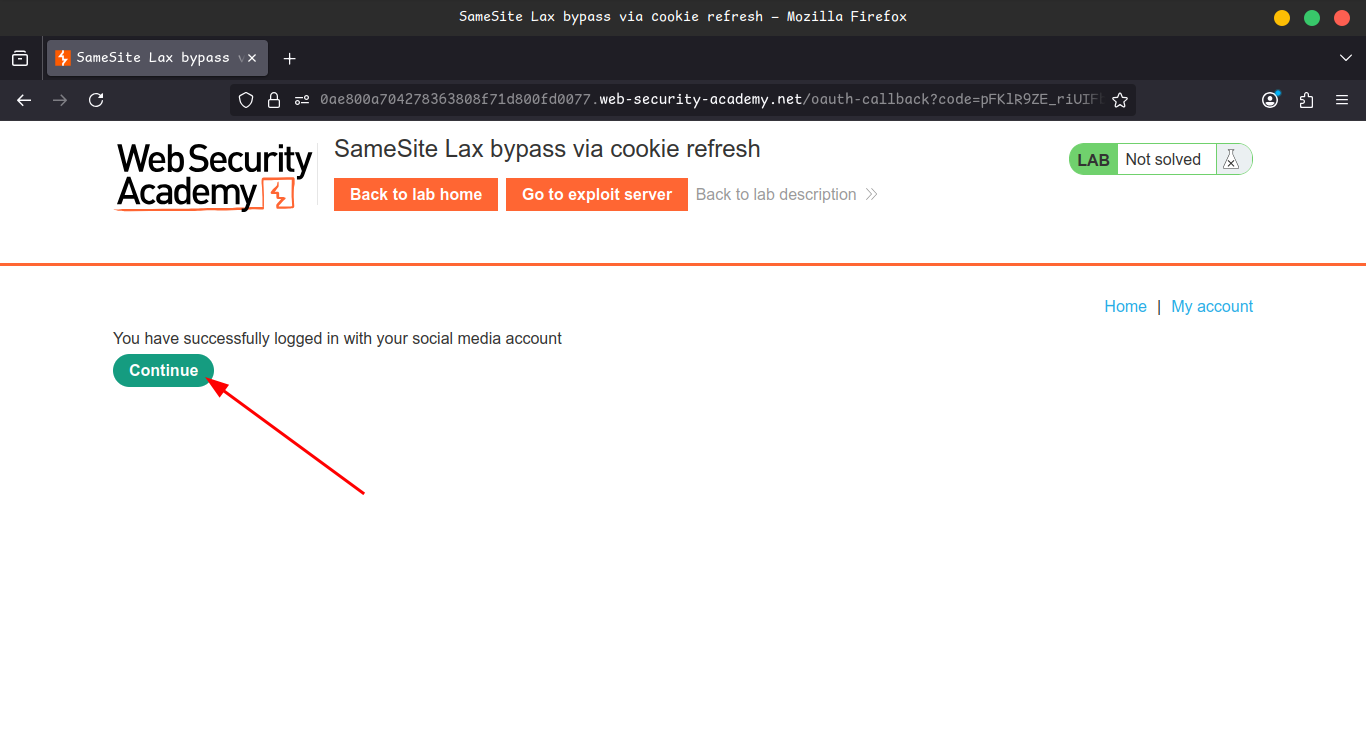 SameSite Lax bypass via cookie refresh — Mozilla Firefox
SameSite Lax bypass v
0ae800a704278363808f71d800fd0077.web-security-academy.net/oauth-callback?code=pFKlR9ZE_riUIF
WebSecurity
Academy
SameSite Lax bypass via cookie refresh
Back to lab home
Go to exploit server
Back to lab description
LAB
Not solved
Home | My account
You have successfully logged in with your social media account
Continue